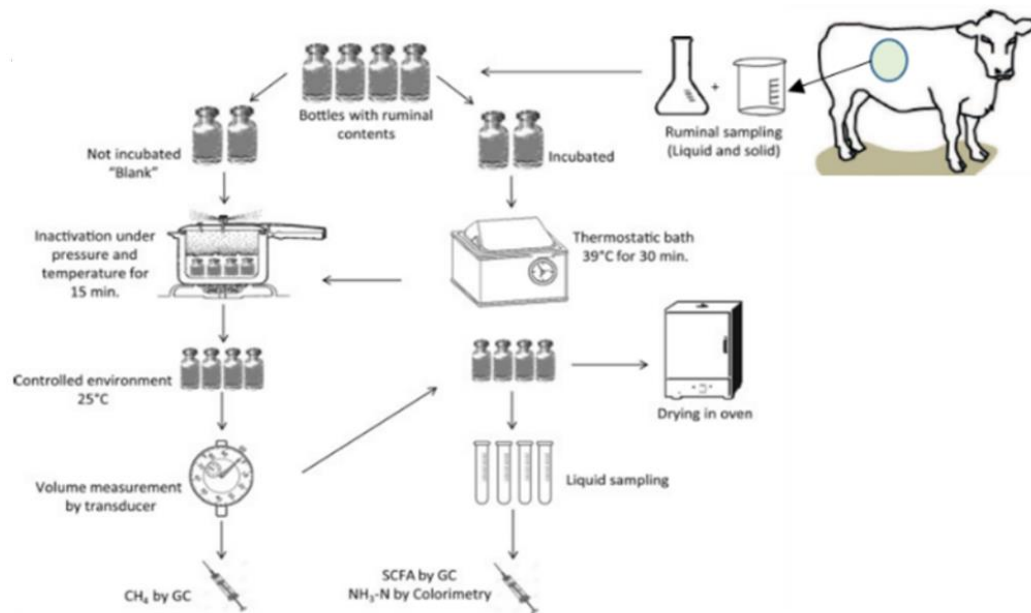 Bottles with ruminal
contents
Ruminal sampling
(Liquid and solid)
+
Not incubated
"Blank"
Incubated
Inactivation under
pressure and
temperature for
15 min.
Thermostatic bath
39°C for 30 min.
Controlled environment
25°C
Drying in oven
Volume measurement
by transducer
Liquid sampling
CH₄ by GC
SCFA by GC
NH₃-N by Colorimetry